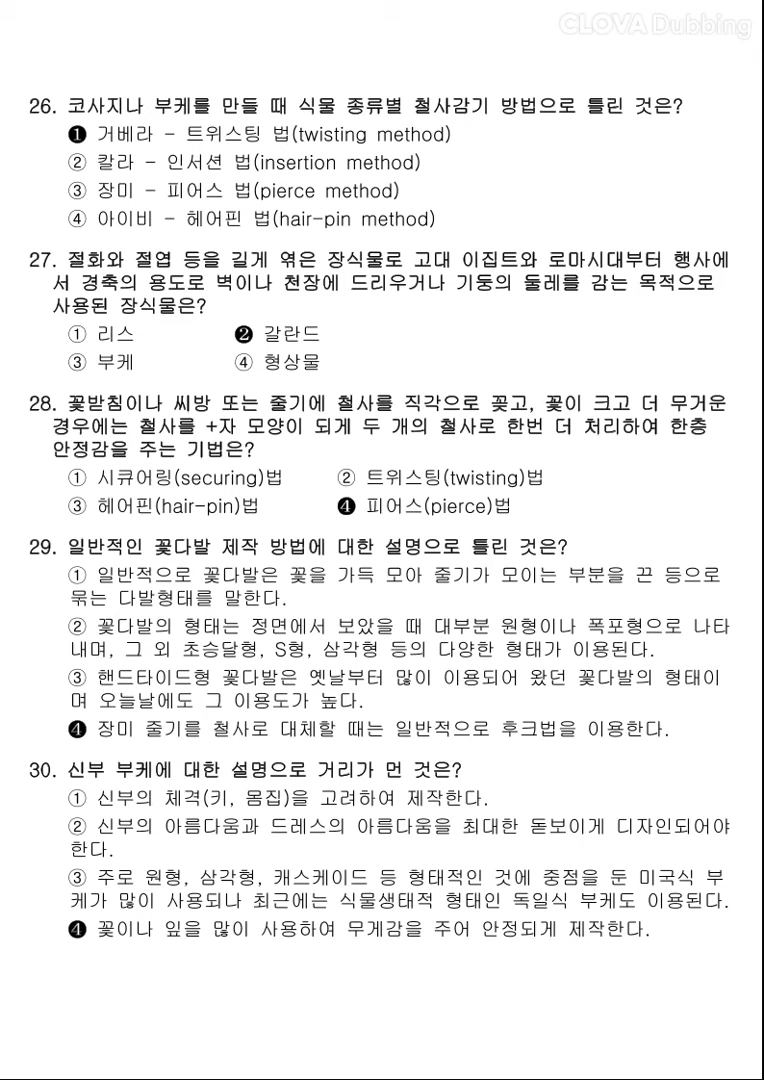 CLOVA Dubbing
26. 코사지나 부케를 만들 때 식물 종류별 철사감기 방법으로 틀린 것은?
❶ 거베라 - 트위스팅 법(twisting method)
② 칼라 - 인서션 법(insertion method)
③ 장미 - 피어스 법(pierce method)
④ 아이비 - 헤어핀 법(hair-pin method)
27. 절화와 절엽 등을 길게 엮은 장식물로 고대 이집트와 로마시대부터 행사에
서 경축의 용도로 벽이나 천장에 드리우거나 기둥의 둘레를 감는 목적으로
사용된 장식물은?
① 리스 ❷ 갈란드
③ 부케 ④ 형상물
28. 꽃받침이나 씨방 또는 줄기에 철사를 직각으로 꽂고, 꽃이 크고 더 무거운
경우에는 철사를 +자 모양이 되게 두 개의 철사로 한번 더 처리하여 한층
안정감을 주는 기법은?
① 시큐어링(securing)법 ② 트위스팅(twisting)법
③ 헤어핀(hair-pin)법 ❹ 피어스(pierce)법
29. 일반적인 꽃다발 제작 방법에 대한 설명으로 틀린 것은?
① 일반적으로 꽃다발은 꽃을 가득 모아 줄기가 모이는 부분을 끈 등으로
묶는 다발형태를 말한다.
② 꽃다발의 형태는 정면에서 보았을 때 대부분 원형이나 폭포형으로 나타
내며, 그 외 초승달형, S형, 삼각형 등의 다양한 형태가 이용된다.
③ 핸드타이드형 꽃다발은 옛날부터 많이 이용되어 왔던 꽃다발의 형태이
며 오늘날에도 그 이용도가 높다.
❹ 장미 줄기를 철사로 대체할 때는 일반적으로 후크법을 이용한다.
30. 신부 부케에 대한 설명으로 거리가 먼 것은?
① 신부의 체격(키, 몸집)을 고려하여 제작한다.
② 신부의 아름다움과 드레스의 아름다움을 최대한 돋보이게 디자인되어야
한다.
③ 주로 원형, 삼각형, 캐스케이드 등 형태적인 것에 중점을 둔 미국식 부
케가 많이 사용되나 최근에는 식물생태적 형태인 독일식 부케도 이용된다.
❹ 꽃이나 잎을 많이 사용하여 무게감을 주어 안정되게 제작한다.